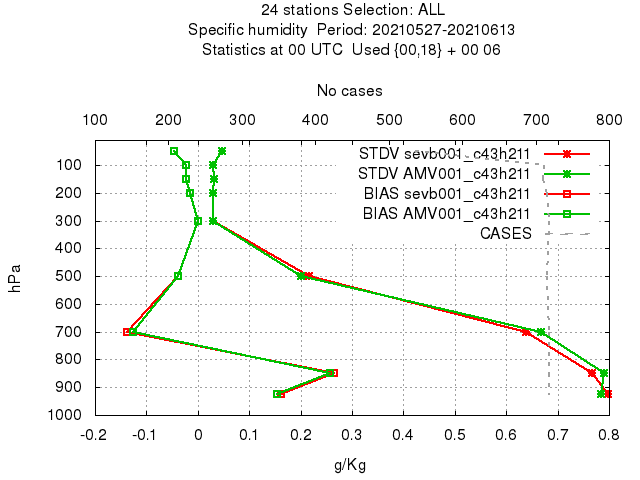 24 stations Selection: ALL
Specific humidity  Period: 20210527-20210613
Statistics at 00 UTC  Used {00,18} + 00 06
No cases
100 200 300 400 500 600 700 800
STDV sevb001_c43h211
STDV AMV001_c43h211
BIAS sevb001_c43h211
BIAS AMV001_c43h211
CASES
hPa
100
200
300
400
500
600
700
800
900
1000
-0.2 -0.1 0 0.1 0.2 0.3 0.4 0.5 0.6 0.7 0.8
g/Kg